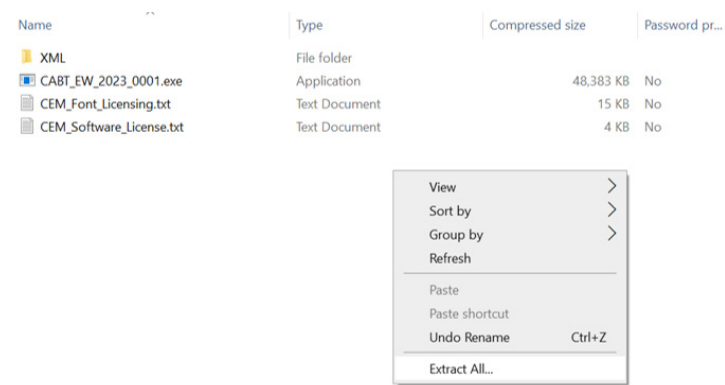 Name Type Compressed size Password pr...
XML File folder
CABT_EW_2023_0001.exe Application 48,383 KB No
CEM_Font_Licensing.txt Text Document 15 KB No
CEM_Software_License.txt Text Document 4 KB No
View
Sort by
Group by
Refresh
Paste
Paste shortcut
Undo Rename Ctrl+Z
Extract All...